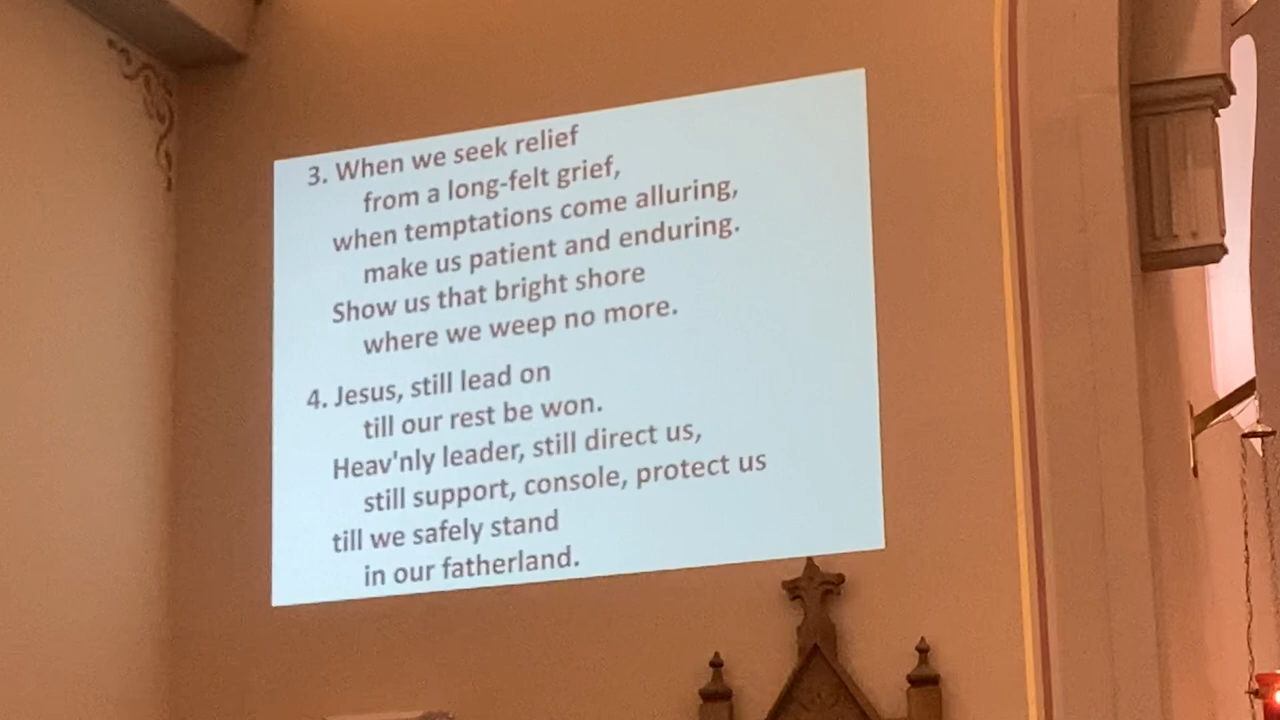 3. When we seek relief
from a long-felt grief,
when temptations come alluring,
make us patient and enduring.
Show us that bright shore
where we weep no more.
4. Jesus, still lead on
till our rest be won.
Heav'nly leader, still direct us,
still support, console, protect us
till we safely stand
in our fatherland.